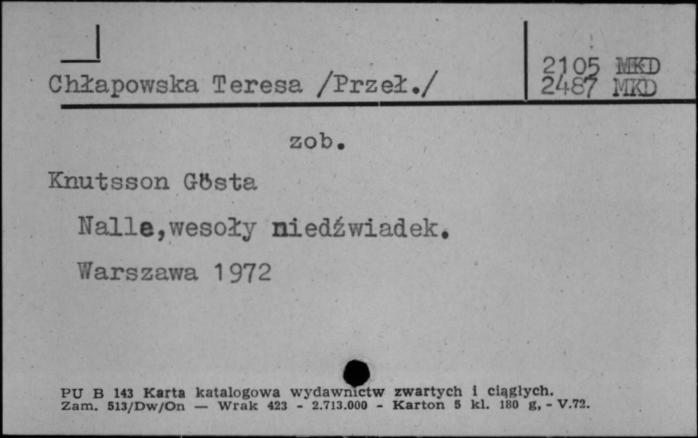 2105 MKD
Chłapowska Teresa /Przeł./ 2487 MKD
zob.
Knutsson Gösta
Nalle,wesoły niedźwiadek.
Warszawa 1972
PU B 143 Karta katalogowa wydawnictw zwartych i ciągłych.
Zam. 513/Dw/On — Wrak 423 - 2.713.000 - Karton 5 kl. 180 g, - V.72.